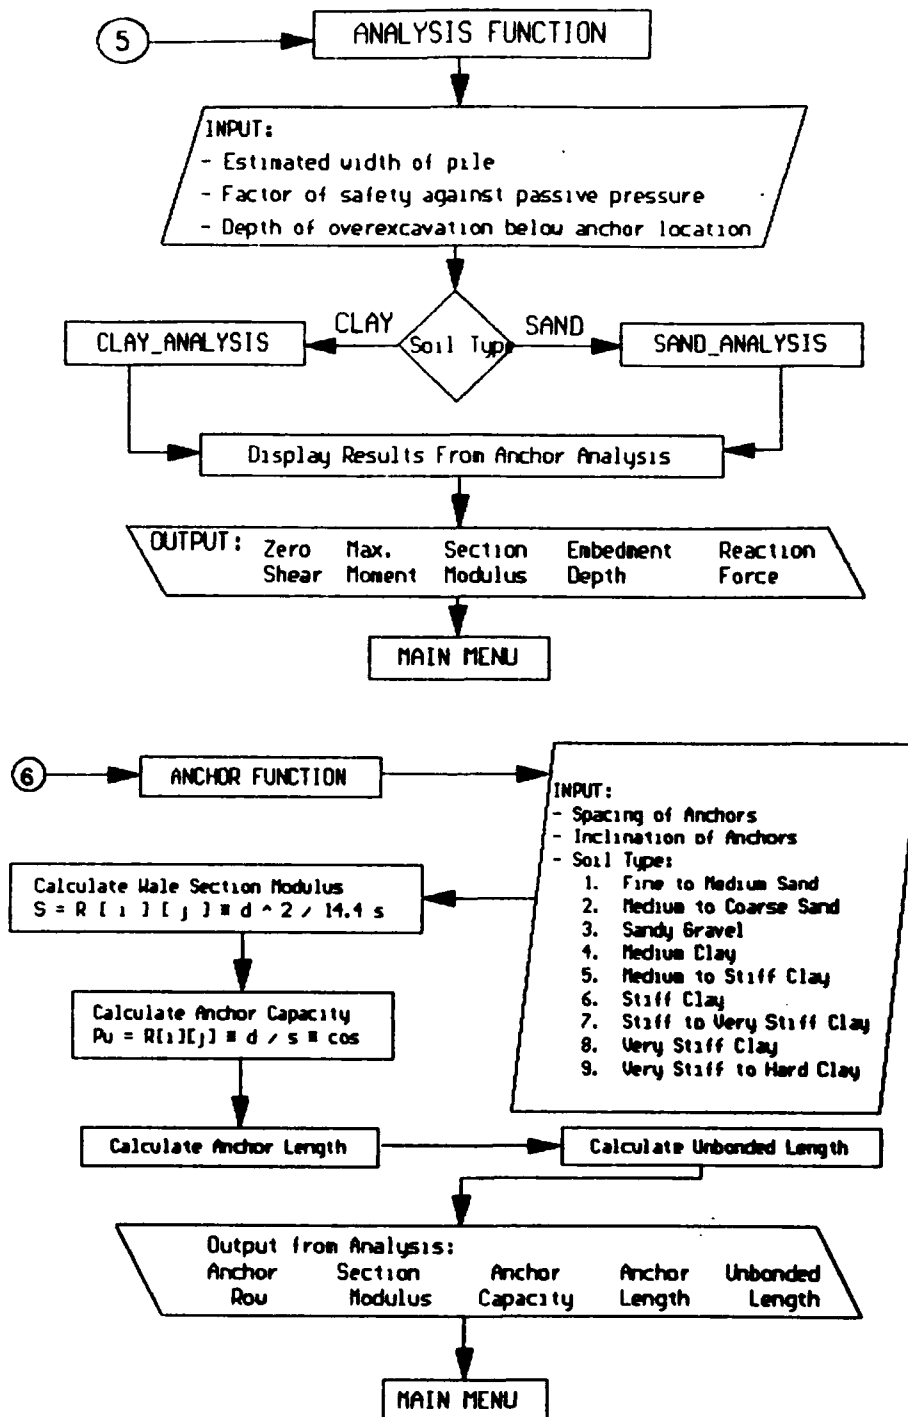 5
ANALYSIS FUNCTION
INPUT:
- Estimated width of pile
- Factor of safety against passive pressure
- Depth of overexcavation below anchor location
CLAY
SAND
CLAY_ANALYSIS
Soil Type
SAND_ANALYSIS
Display Results From Anchor Analysis
OUTPUT: Zero Max. Section Embedment Reaction
Shear Moment Modulus Depth Force
MAIN MENU
6
ANCHOR FUNCTION
INPUT:
- Spacing of Anchors
- Inclination of Anchors
- Soil Type:
1. Fine to Medium Sand
2. Medium to Coarse Sand
3. Sandy Gravel
4. Medium Clay
5. Medium to Stiff Clay
6. Stiff Clay
7. Stiff to Very Stiff Clay
8. Very Stiff Clay
9. Very Stiff to Hard Clay
Calculate Wale Section Modulus
S = R [ i ] [ j ] * d ^ 2 / 14.4 s
Calculate Anchor Capacity
Pu = R[i][j] * d / s * cos
Calculate Anchor Length
Calculate Unbonded Length
Output from Analysis:
Anchor Section Anchor Anchor Unbonded
Row Modulus Capacity Length Length
MAIN MENU